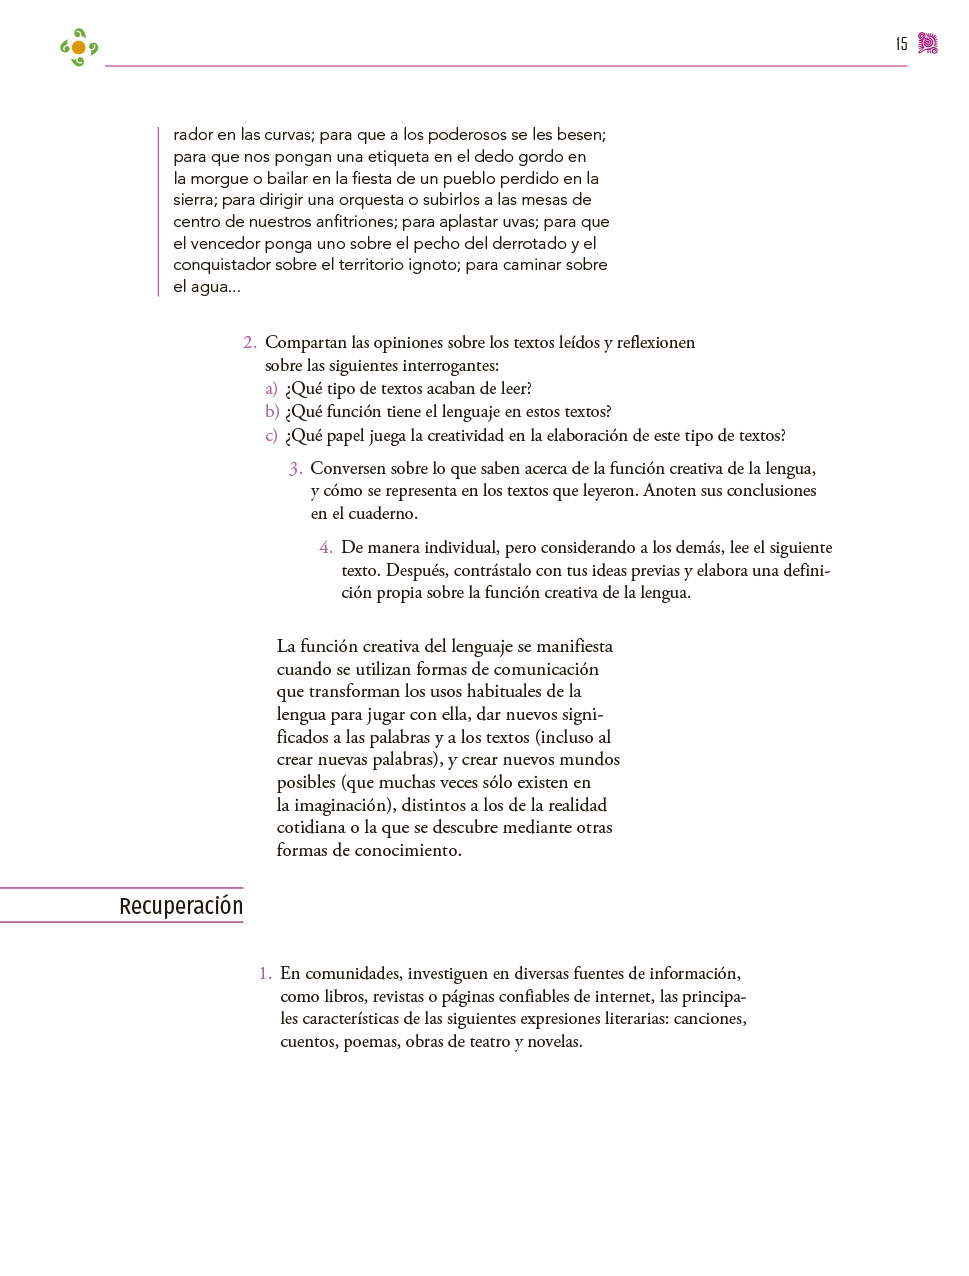 15
rador en las curvas; para que a los poderosos se les besen;
para que nos pongan una etiqueta en el dedo gordo en
la morgue o bailar en la fiesta de un pueblo perdido en la
sierra; para dirigir una orquesta o subirlos a las mesas de
centro de nuestros anfitriones; para aplastar uvas; para que
el vencedor ponga uno sobre el pecho del derrotado y el
conquistador sobre el territorio ignoto; para caminar sobre
el agua...
2. Compartan las opiniones sobre los textos leídos y reflexionen
sobre las siguientes interrogantes:
a) ¿Qué tipo de textos acaban de leer?
b) ¿Qué función tiene el lenguaje en estos textos?
c) ¿Qué papel juega la creatividad en la elaboración de este tipo de textos?
3. Conversen sobre lo que saben acerca de la función creativa de la lengua,
y cómo se representa en los textos que leyeron. Anoten sus conclusiones
en el cuaderno.
4. De manera individual, pero considerando a los demás, lee el siguiente
texto. Después, contrástalo con tus ideas previas y elabora una defini-
ción propia sobre la función creativa de la lengua.
La función creativa del lenguaje se manifiesta
cuando se utilizan formas de comunicación
que transforman los usos habituales de la
lengua para jugar con ella, dar nuevos signi-
ficados a las palabras y a los textos (incluso al
crear nuevas palabras), y crear nuevos mundos
posibles (que muchas veces sólo existen en
la imaginación), distintos a los de la realidad
cotidiana o la que se descubre mediante otras
formas de conocimiento.
Recuperación
1. En comunidades, investiguen en diversas fuentes de información,
como libros, revistas o páginas confiables de internet, las principa-
les características de las siguientes expresiones literarias: canciones,
cuentos, poemas, obras de teatro y novelas.